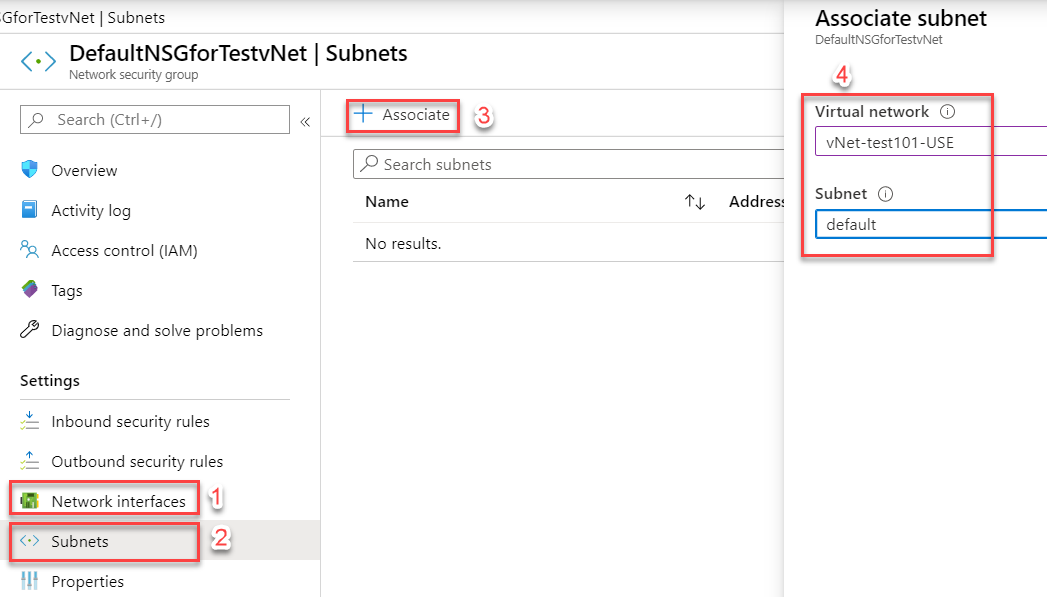 SGforTestvNet | Subnets
DefaultNSGforTestvNet | Subnets
Network security group
Search (Ctrl+/)
«
Overview
Activity log
Access control (IAM)
Tags
Diagnose and solve problems
Settings
Inbound security rules
Outbound security rules
Network interfaces 1
Subnets 2
Properties
+ Associate 3
Search subnets
Name Address
No results.
Associate subnet
DefaultNSGforTestvNet
4
Virtual network
vNet-test101-USE
Subnet
default